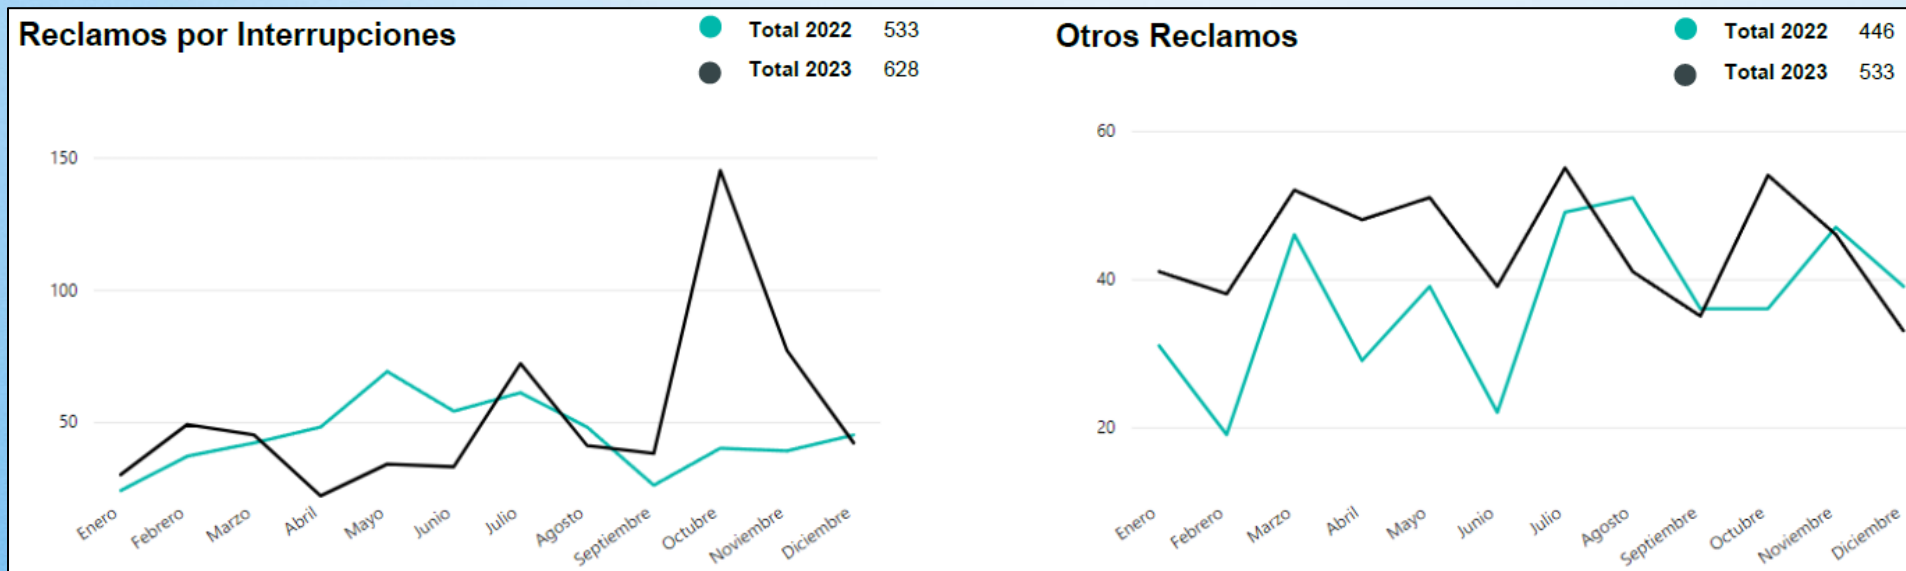 Reclamos por Interrupciones
Total 2022 533
Total 2023 628
150
100
50
Enero Febrero Marzo Abril Mayo Junio Julio Agosto Septiembre Octubre Noviembre Diciembre
Otros Reclamos
Total 2022 446
Total 2023 533
60
40
20
Enero Febrero Marzo Abril Mayo Junio Julio Agosto Septiembre Octubre Noviembre Diciembre